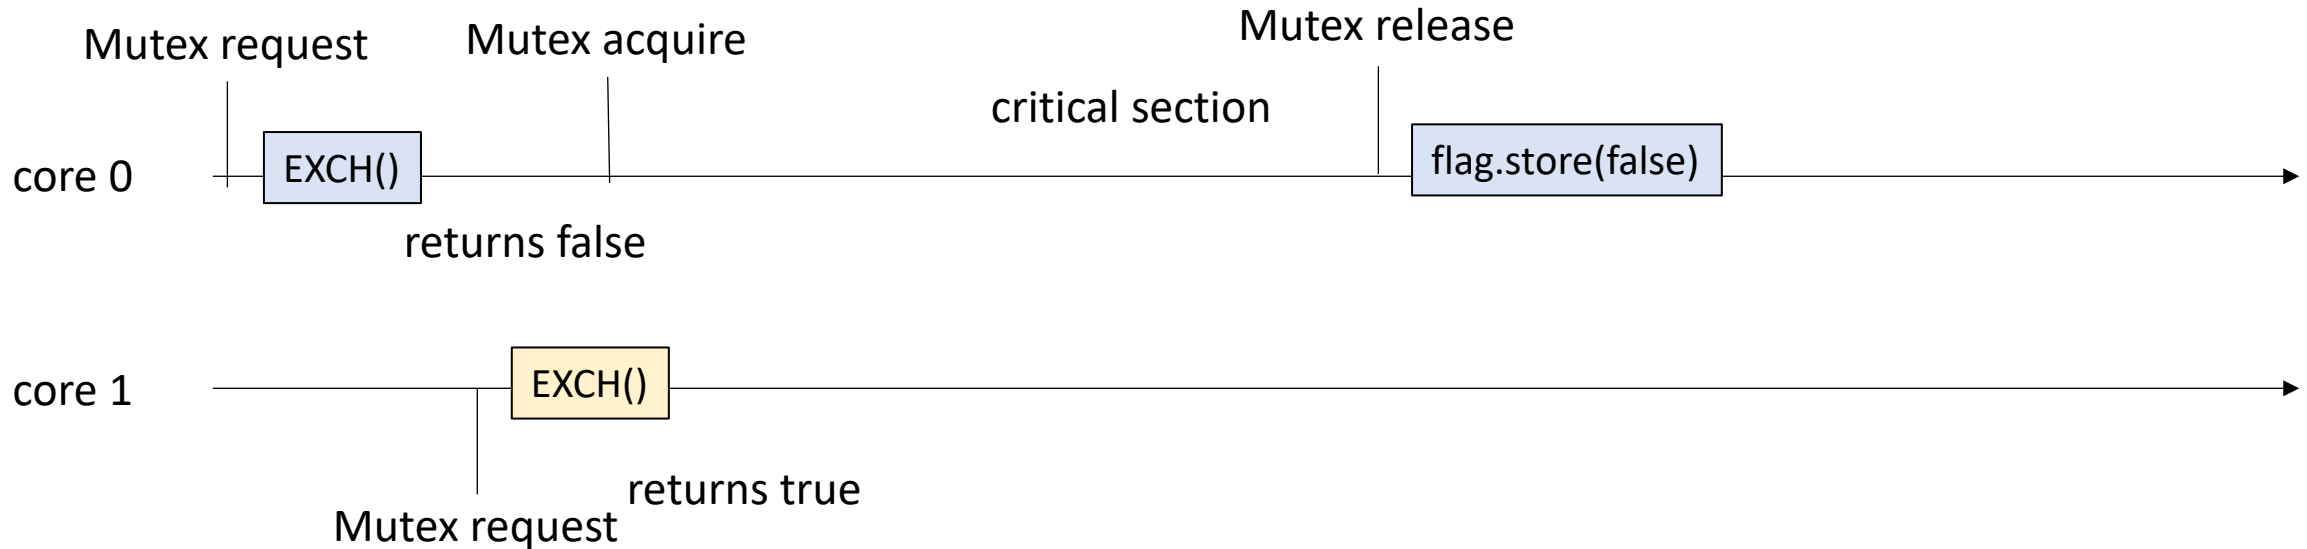 Mutex request
Mutex acquire
Mutex release
critical section
core 0
EXCH()
flag.store(false)
returns false
core 1
EXCH()
returns true
Mutex request